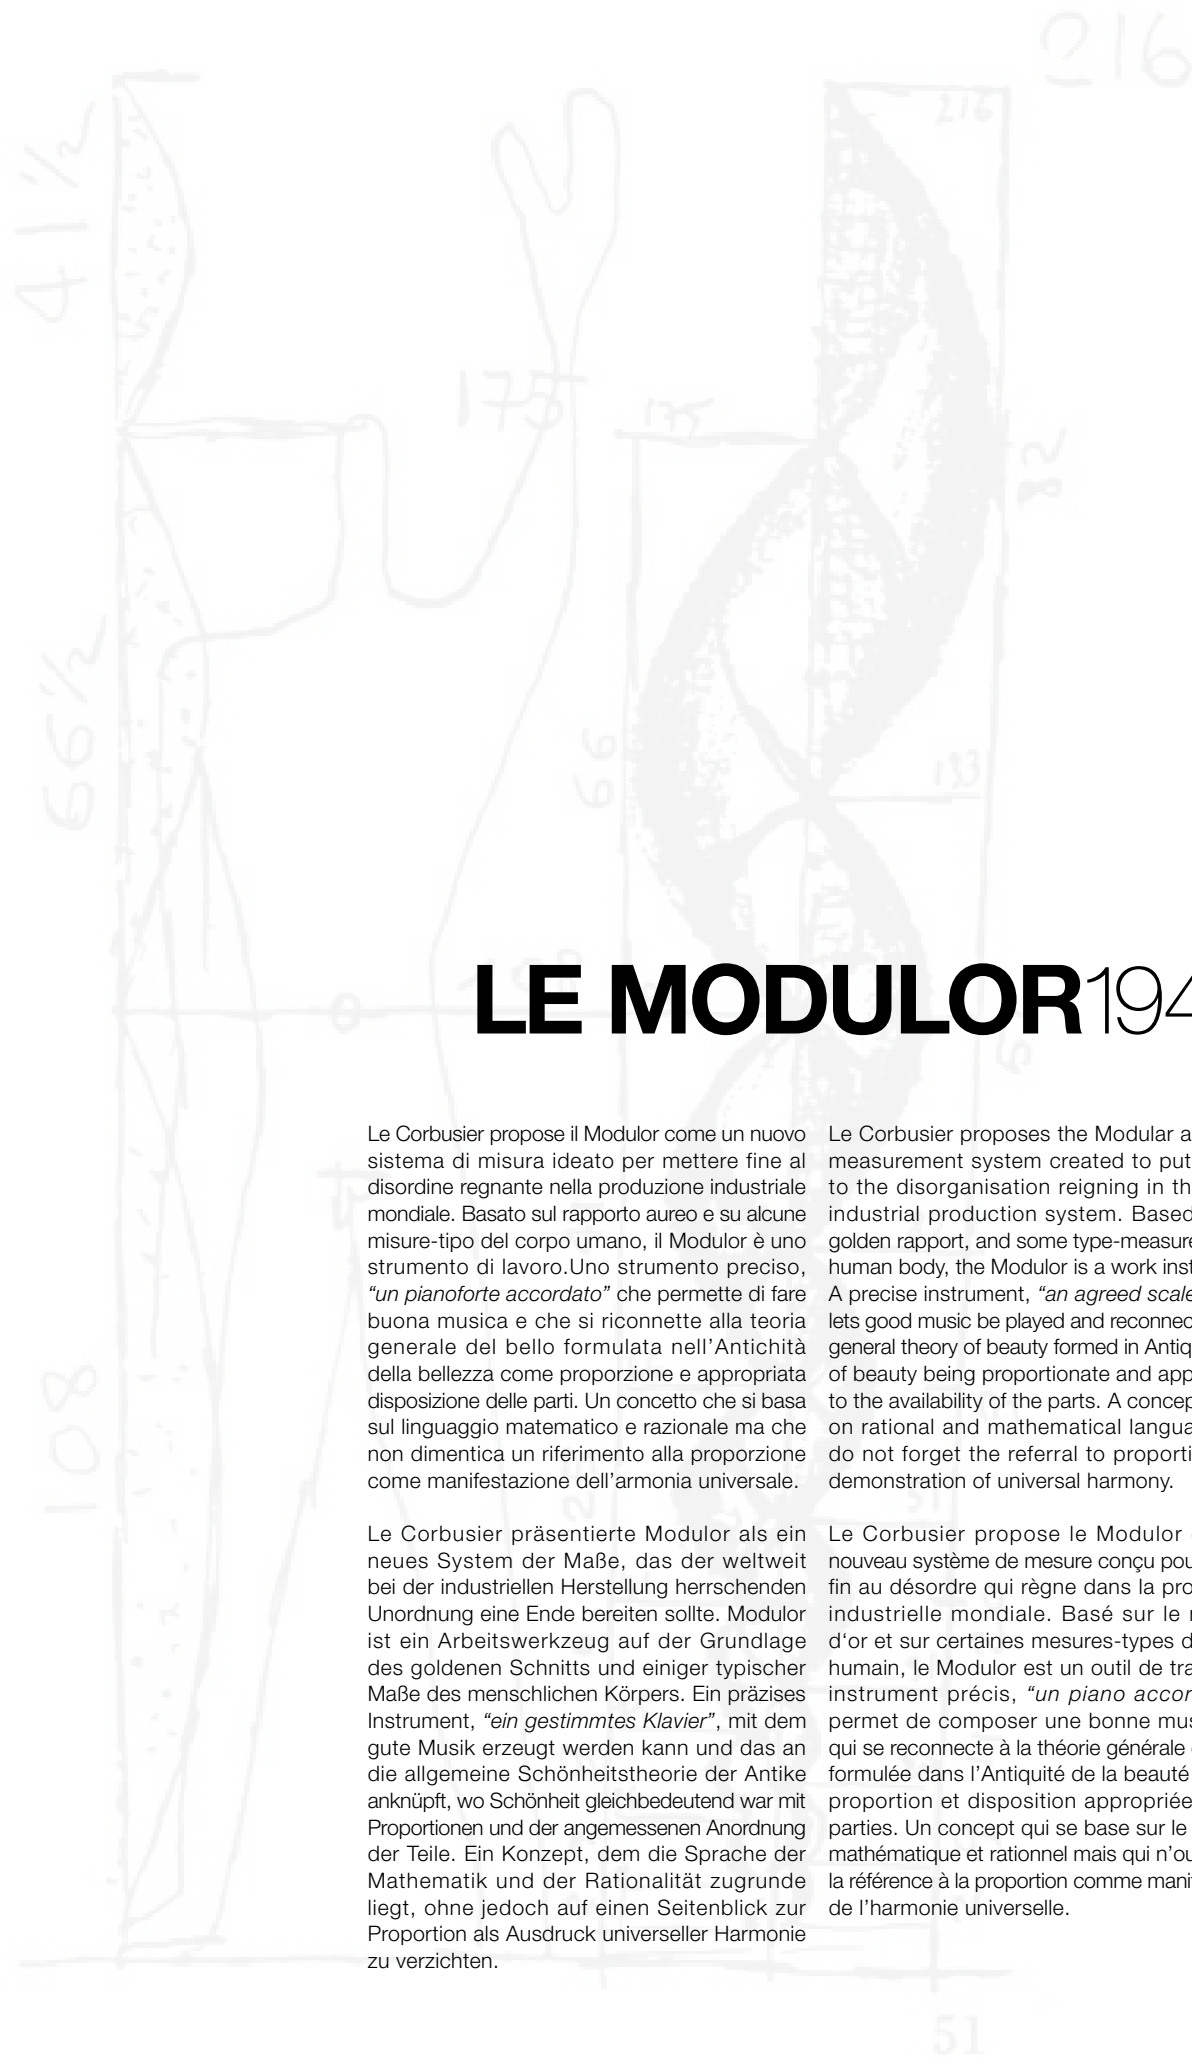 216
216
41 1/2
175
82
66 1/2
66
133
LE MODULOR194
Le Corbusier propose il Modulor come un nuovo
sistema di misura ideato per mettere fine al
disordine regnante nella produzione industriale
mondiale. Basato sul rapporto aureo e su alcune
misure-tipo del corpo umano, il Modulor è uno
strumento di lavoro.Uno strumento preciso,
“un pianoforte accordato” che permette di fare
buona musica e che si riconnette alla teoria
generale del bello formulata nell’Antichità
della bellezza come proporzione e appropriata
disposizione delle parti. Un concetto che si basa
sul linguaggio matematico e razionale ma che
non dimentica un riferimento alla proporzione
come manifestazione dell’armonia universale.
Le Corbusier proposes the Modular a
measurement system created to put
to the disorganisation reigning in th
industrial production system. Based
golden rapport, and some type-measure
human body, the Modulor is a work inst
A precise instrument, “an agreed scale
lets good music be played and reconnec
general theory of beauty formed in Antiq
of beauty being proportionate and app
to the availability of the parts. A concep
on rational and mathematical langua
do not forget the referral to proporti
demonstration of universal harmony.
Le Corbusier präsentierte Modulor als ein
neues System der Maße, das der weltweit
bei der industriellen Herstellung herrschenden
Unordnung eine Ende bereiten sollte. Modulor
ist ein Arbeitswerkzeug auf der Grundlage
des goldenen Schnitts und einiger typischer
Maße des menschlichen Körpers. Ein präzises
Instrument, “ein gestimmtes Klavier”, mit dem
gute Musik erzeugt werden kann und das an
die allgemeine Schönheitstheorie der Antike
anknüpft, wo Schönheit gleichbedeutend war mit
Proportionen und der angemessenen Anordnung
der Teile. Ein Konzept, dem die Sprache der
Mathematik und der Rationalität zugrunde
liegt, ohne jedoch auf einen Seitenblick zur
Proportion als Ausdruck universeller Harmonie
zu verzichten.
Le Corbusier propose le Modulor
nouveau système de mesure conçu pou
fin au désordre qui règne dans la pro
industrielle mondiale. Basé sur le
d‘or et sur certaines mesures-types d
humain, le Modulor est un outil de tra
instrument précis, “un piano accor
permet de composer une bonne mus
qui se reconnecte à la théorie générale
formulée dans l’Antiquité de la beauté
proportion et disposition appropriée
parties. Un concept qui se base sur le
mathématique et rationnel mais qui n’ou
la référence à la proportion comme mani
de l’harmonie universelle.
108
51